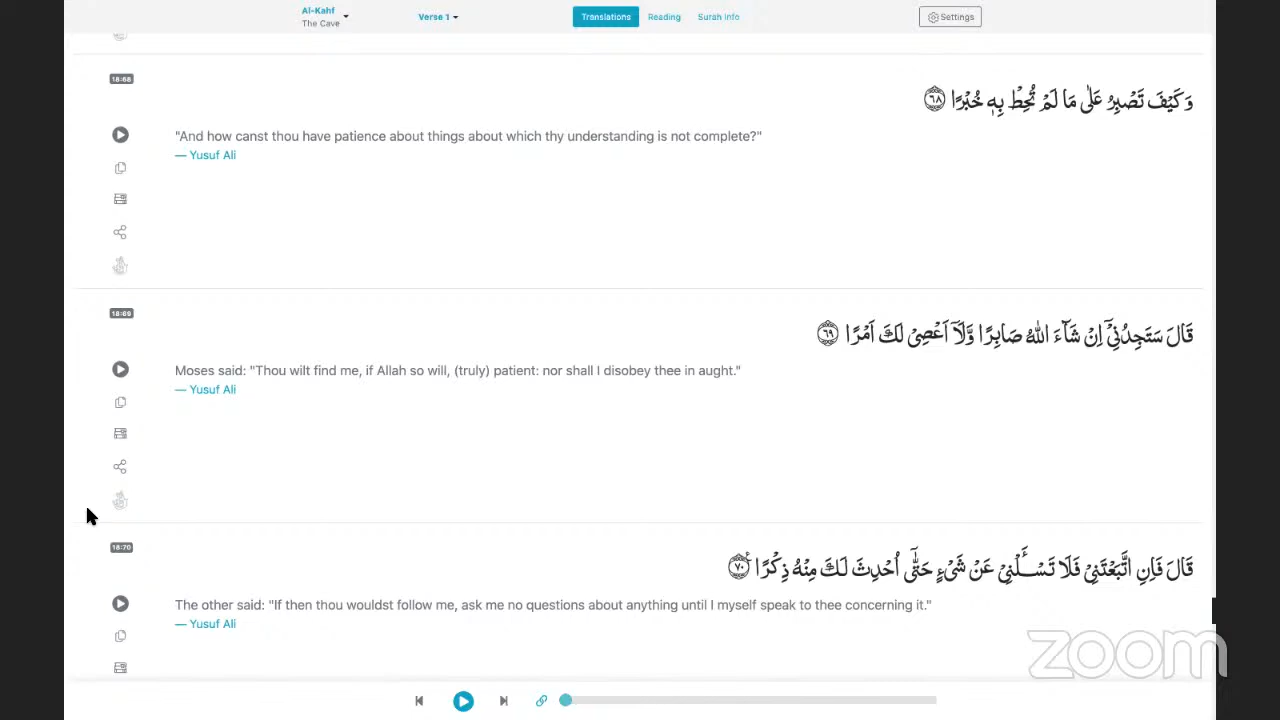 Al-Kahf
The Cave
Verse 1
Translations
Reading
Surah Info
Settings
18:68
وَكَيْفَ تَصْبِرُ عَلٰى مَا لَمْ تُحِطْ بِهٖ خُبْرًا ٦٨
"And how canst thou have patience about things about which thy understanding is not complete?"
— Yusuf Ali
18:69
قَالَ سَتَجِدُنِيْٓ اِنْ شَاۤءَ اللّٰهُ صَابِرًا وَّلَآ اَعْصِيْ لَكَ اَمْرًا ٦٩
Moses said: "Thou wilt find me, if Allah so will, (truly) patient: nor shall I disobey thee in aught."
— Yusuf Ali
18:70
قَالَ فَاِنِ اتَّبَعْتَنِيْ فَلَا تَسْـَٔلْنِيْ عَنْ شَيْءٍ حَتّٰٓى اُحْدِثَ لَكَ مِنْهُ ذِكْرًا ٧٠
The other said: "If then thou wouldst follow me, ask me no questions about anything until I myself speak to thee concerning it."
— Yusuf Ali
zoom